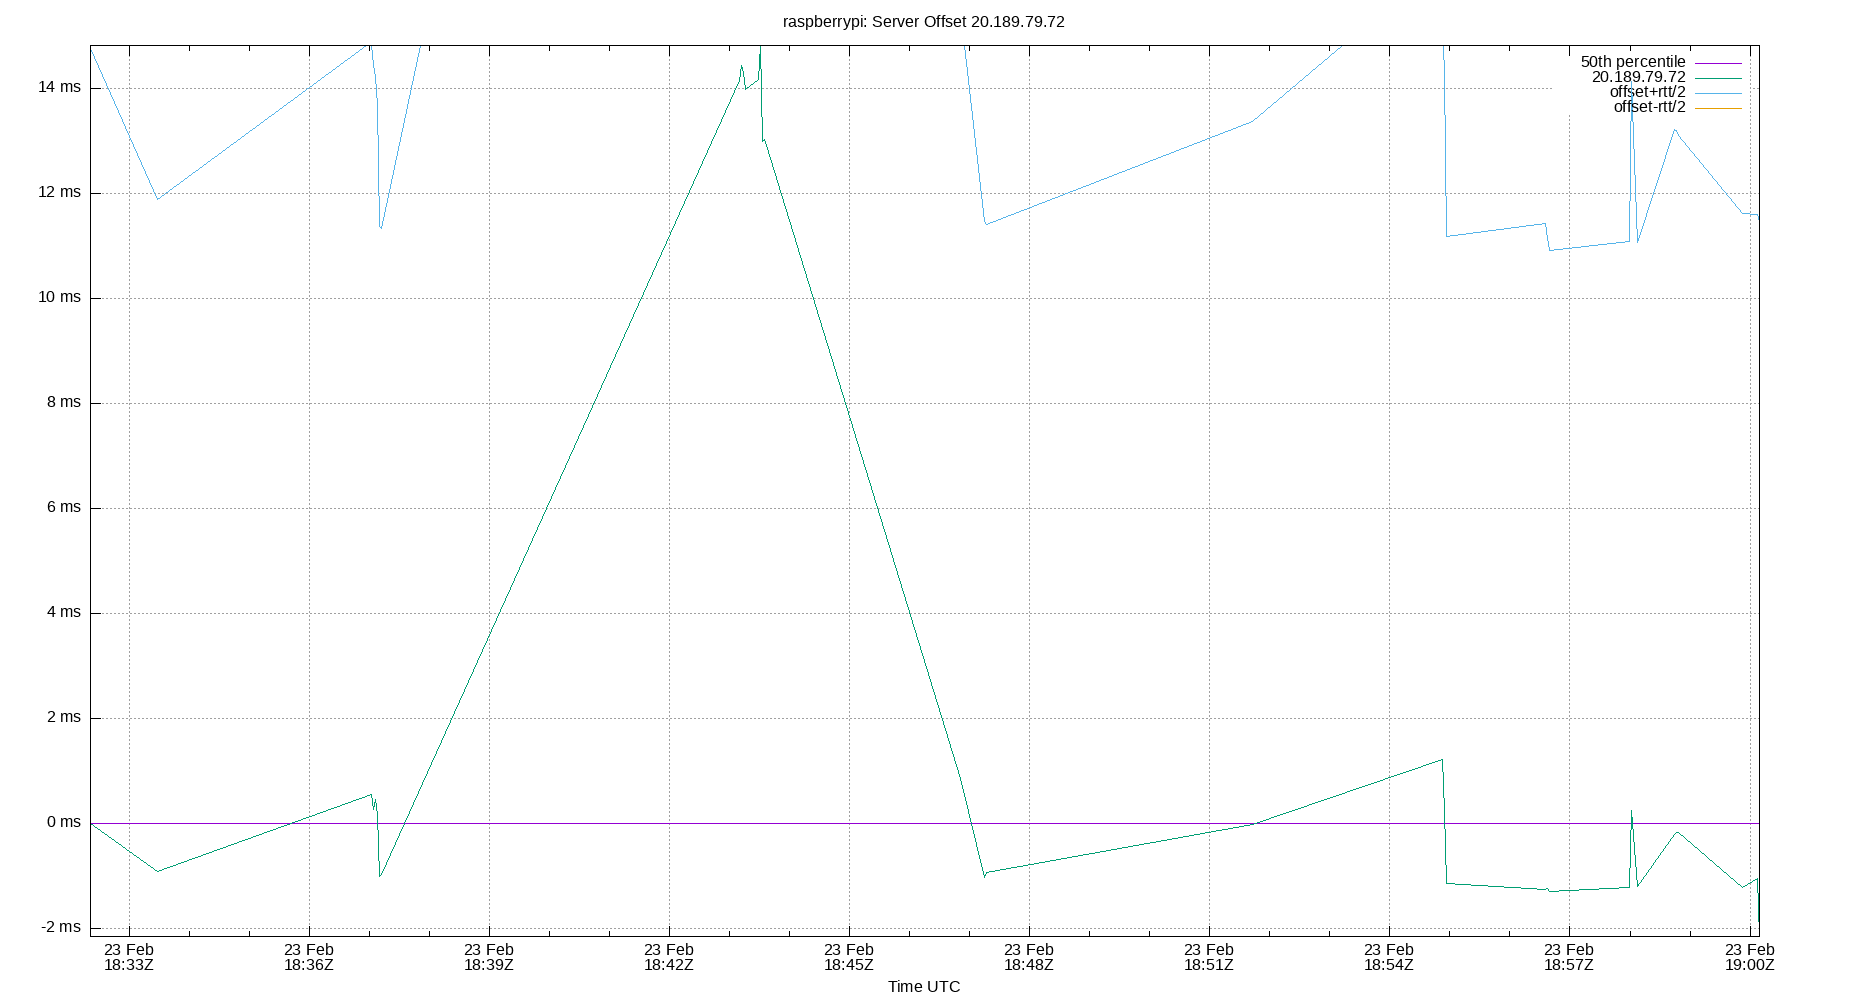 raspberrypi: Server Offset 20.189.79.72
50th percentile
20.189.79.72
offset+rtt/2
offset-rtt/2
14 ms
12 ms
10 ms
8 ms
6 ms
4 ms
2 ms
0 ms
-2 ms
23 Feb 23 Feb 23 Feb 23 Feb 23 Feb 23 Feb 23 Feb 23 Feb 23 Feb 23 Feb
18:33Z 18:36Z 18:39Z 18:42Z 18:45Z 18:48Z 18:51Z 18:54Z 18:57Z 19:00Z
Time UTC